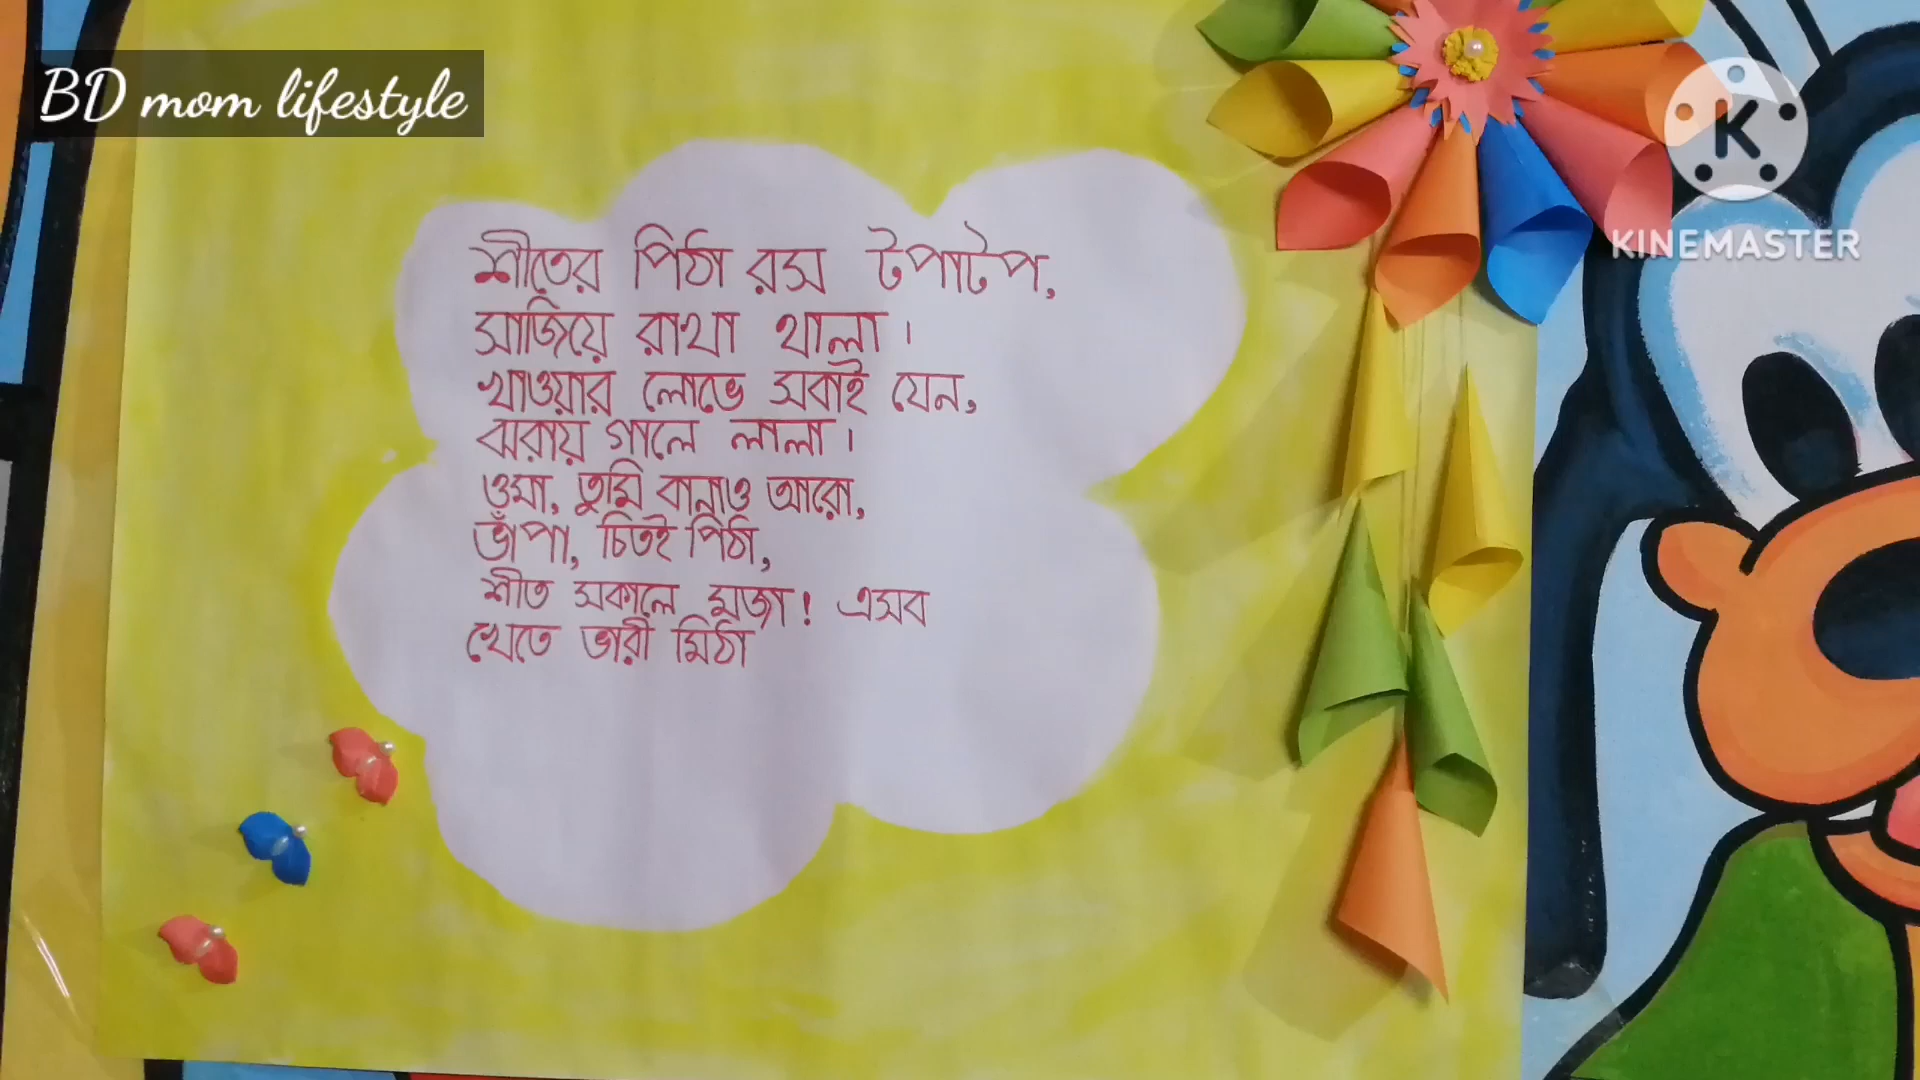 BD mom lifestyle
KINEMASTER
শীতের পিঠা রস টপাটপ,
সাজিয়ে রাখা থালা।
খাওয়ার লোভে সবাই যেন,
ঝরায় গালে লালা।
ওমা, তুমি বানাও আরো,
ভাঁপা, চিতই পিঠা,
শীত সকালে মজা! এসব
খেতে ভারী মিঠা